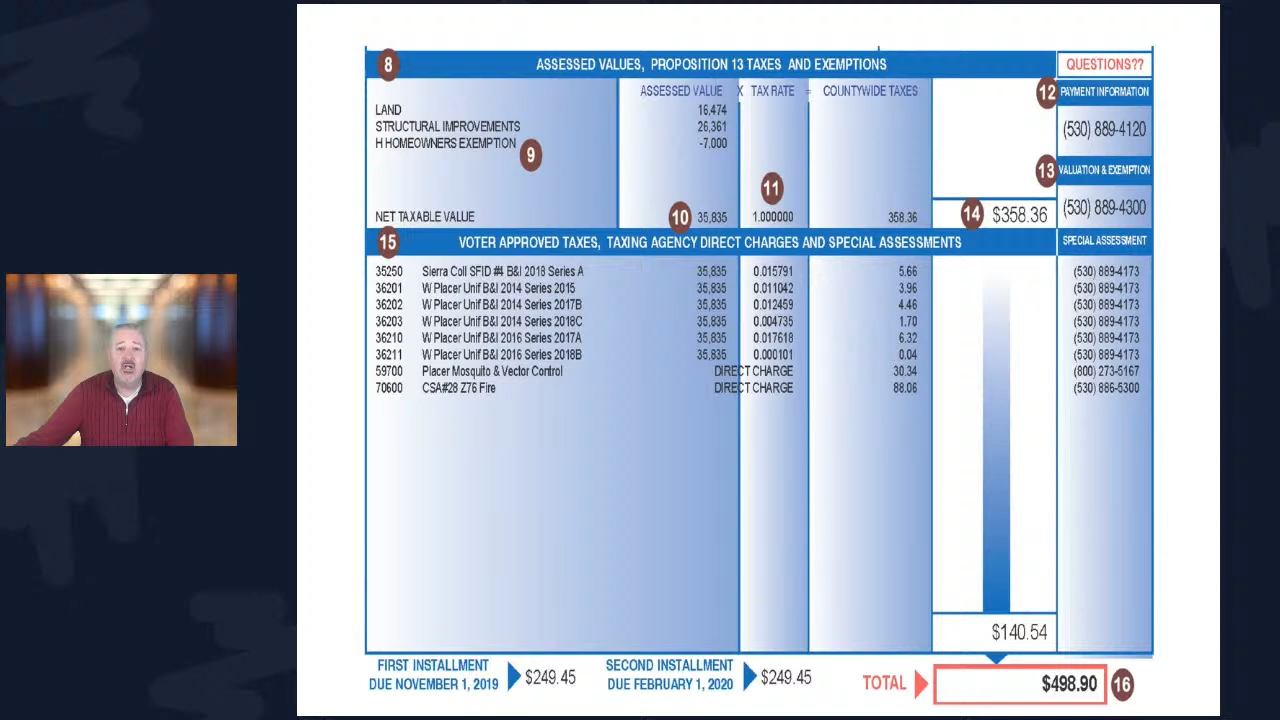 8 ASSESSED VALUES, PROPOSITION 13 TAXES AND EXEMPTIONS QUESTIONS??
ASSESSED VALUE X TAX RATE = COUNTYWIDE TAXES 12 PAYMENT INFORMATION
LAND 16,474
STRUCTURAL IMPROVEMENTS 26,361 (530) 889-4120
H HOMEOWNERS EXEMPTION -7,000
9
13 VALUATION & EXEMPTION
11
NET TAXABLE VALUE 10 35,835 1.000000 358.36 14 $358.36 (530) 889-4300
15 VOTER APPROVED TAXES, TAXING AGENCY DIRECT CHARGES AND SPECIAL ASSESSMENTS SPECIAL ASSESSMENT
35250 Sierra Coll SFID #4 B&I 2018 Series A 35,835 0.015791 5.66 (530) 889-4173
36201 W Placer Unif B&I 2014 Series 2015 35,835 0.011042 3.96 (530) 889-4173
36202 W Placer Unif B&I 2014 Series 2017B 35,835 0.012459 4.46 (530) 889-4173
36203 W Placer Unif B&I 2014 Series 2018C 35,835 0.004735 1.70 (530) 889-4173
36210 W Placer Unif B&I 2016 Series 2017A 35,835 0.017618 6.32 (530) 889-4173
36211 W Placer Unif B&I 2016 Series 2018B 35,835 0.000101 0.04 (530) 889-4173
59700 Placer Mosquito & Vector Control DIRECT CHARGE 30.34 (800) 273-5167
70600 CSA#28 Z76 Fire DIRECT CHARGE 88.06 (530) 886-5300
$140.54
FIRST INSTALLMENT
DUE NOVEMBER 1, 2019 $249.45
SECOND INSTALLMENT
DUE FEBRUARY 1, 2020 $249.45
TOTAL $498.90 16